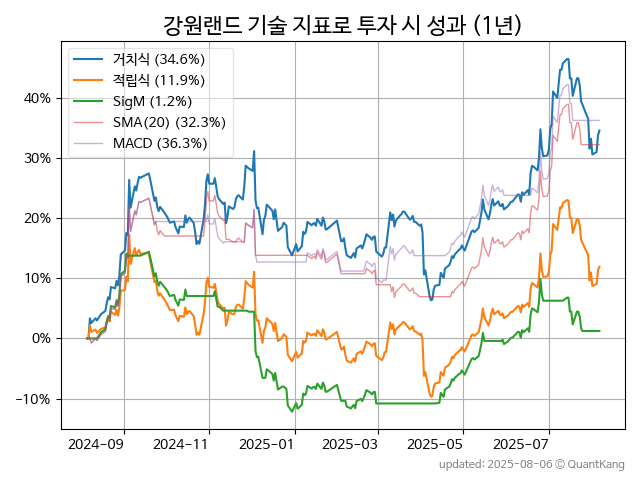 강원랜드 기술 지표로 투자 시 성과 (1년)
거치식 (34.6%)
적립식 (11.9%)
SigM (1.2%)
SMA(20) (32.3%)
MACD (36.3%)
40%
30%
20%
10%
0%
−10%
2024-09 2024-11 2025-01 2025-03 2025-05 2025-07
updated: 2025-08-06 © QuantKang